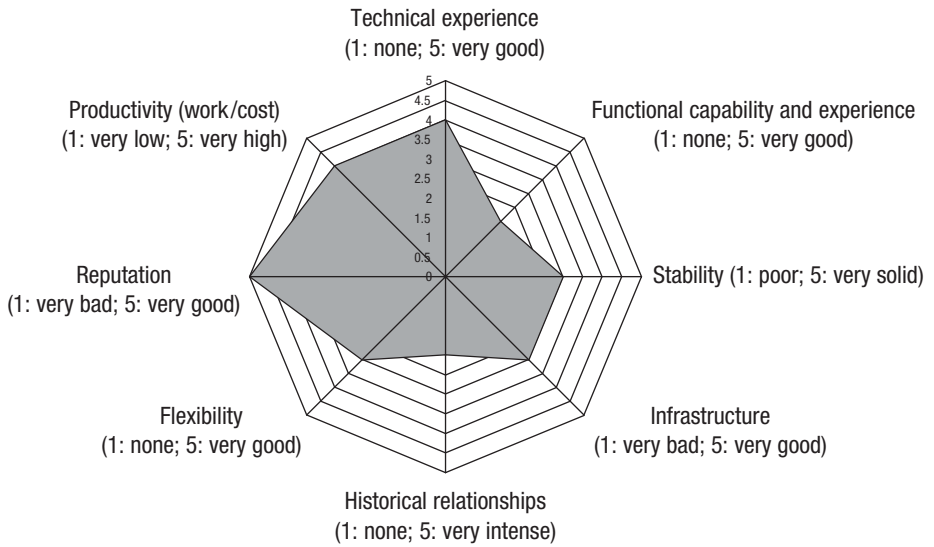 Technical experience
(1: none; 5: very good)
Productivity (work/cost)
(1: very low; 5: very high)
Functional capability and experience
(1: none; 5: very good)
5
4.5
4
3.5
3
2.5
2
1.5
1
0.5
0
Reputation
(1: very bad; 5: very good)
Stability (1: poor; 5: very solid)
Flexibility
(1: none; 5: very good)
Infrastructure
(1: very bad; 5: very good)
Historical relationships
(1: none; 5: very intense)